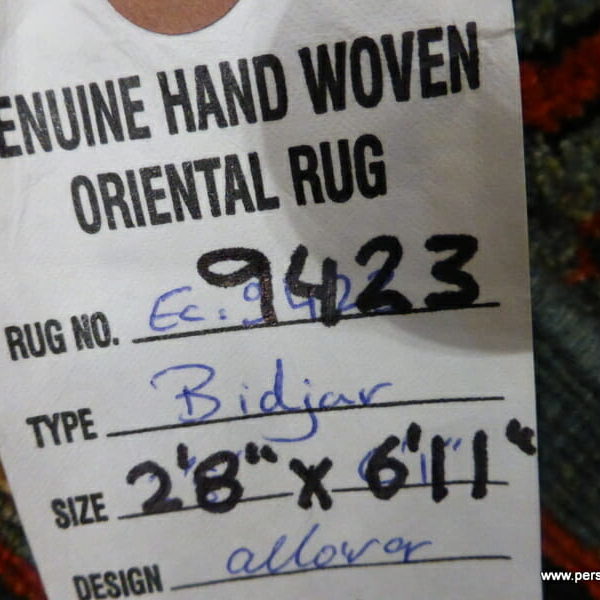 ENUINE HAND WOVEN
ORIENTAL RUG
RUG NO. 9423
TYPE Bidjar
SIZE 2'8" x 6'11"
DESIGN allover
www.pers